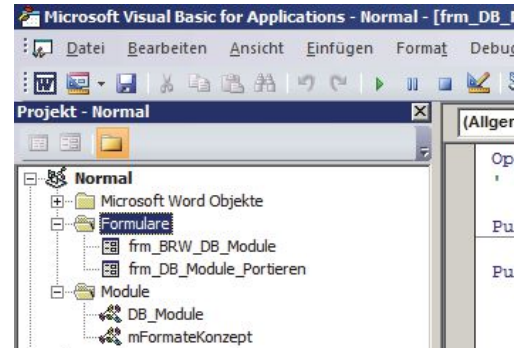 Microsoft Visual Basic for Applications - Normal - [frm_DB_
Datei Bearbeiten Ansicht Einfügen Format Debug
Projekt - Normal
(Allger
Normal
Microsoft Word Objekte
Formulare
frm_BRW_DB_Module
frm_DB_Module_Portieren
Module
DB_Module
mFormateKonzept
Op
'
Pu
Pu